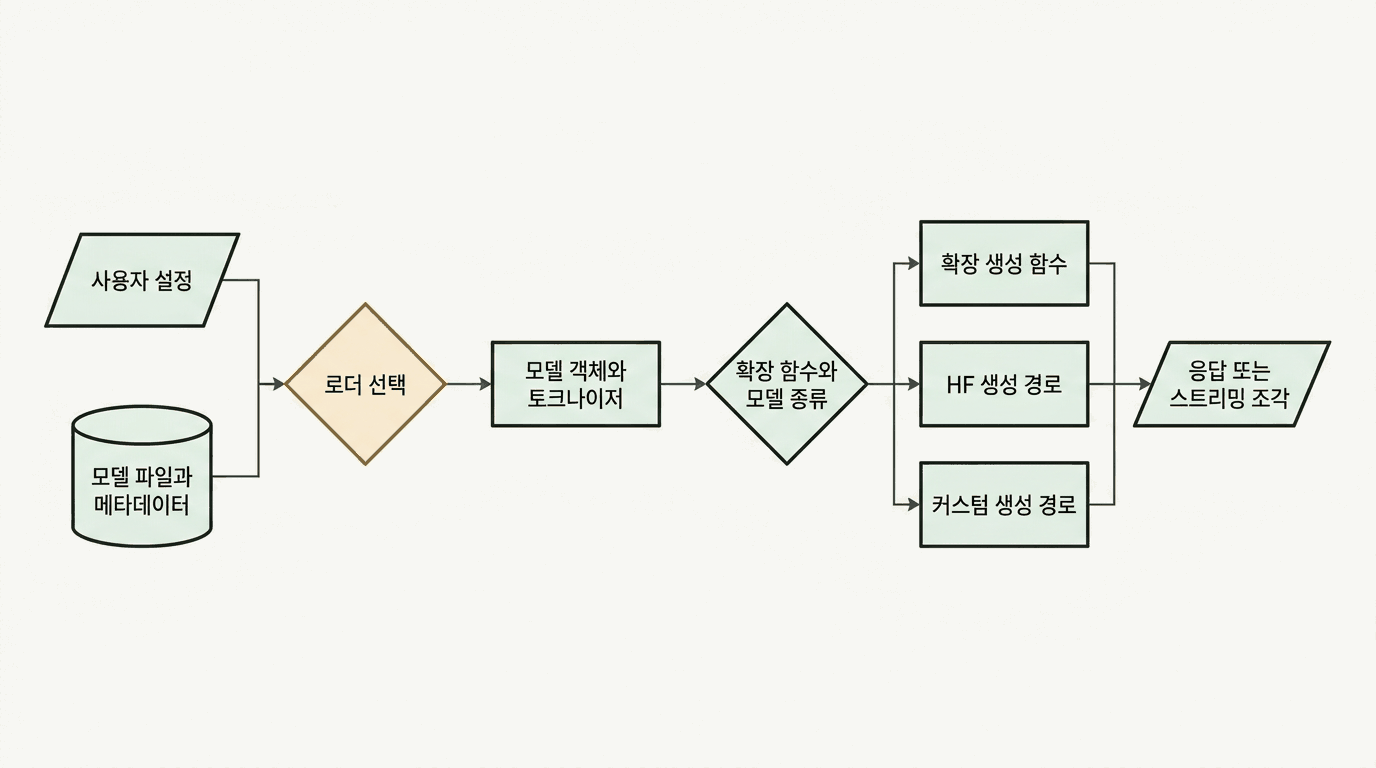 사용자 설정
모델 파일과
메타데이터
로더 선택
모델 객체와
토크나이저
확장 함수와
모델 종류
확장 생성 함수
HF 생성 경로
커스텀 생성 경로
응답 또는
스트리밍 조각